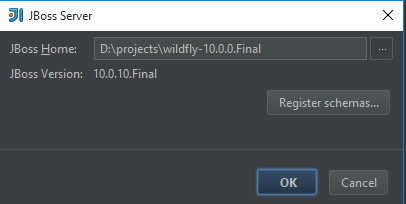 JBoss Server
JBoss Home: D:\projects\wildfly-10.0.0.Final ...
JBoss Version: 10.0.10.Final
Register schemas...
OK Cancel